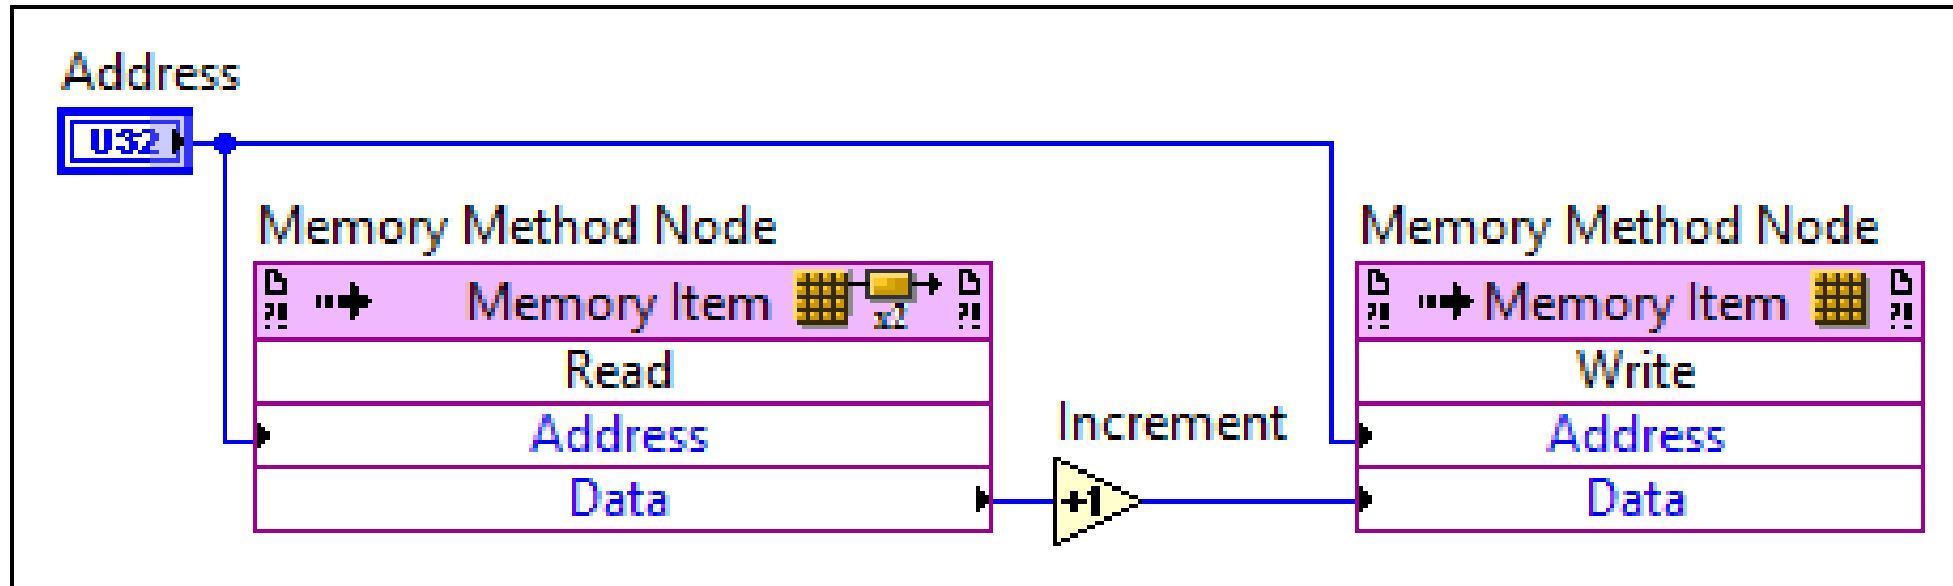 Address
U32
Memory Method Node
?!
Memory Item
x2
?!
Read
Address
Data
Increment
+1
Memory Method Node
?!
Memory Item
?!
Write
Address
Data